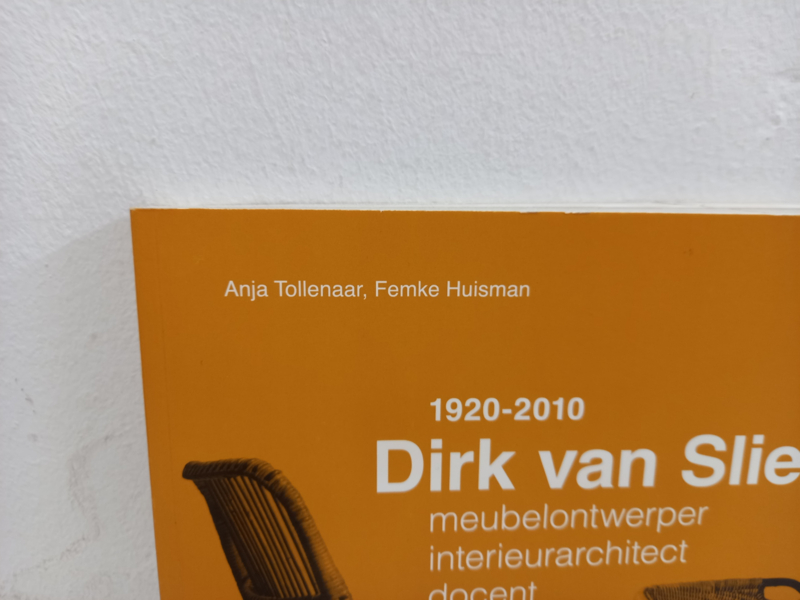 Anja Tollenaar, Femke Huisman
1920-2010
Dirk van Slie
meubelontwerper
interieurarchitect
docent